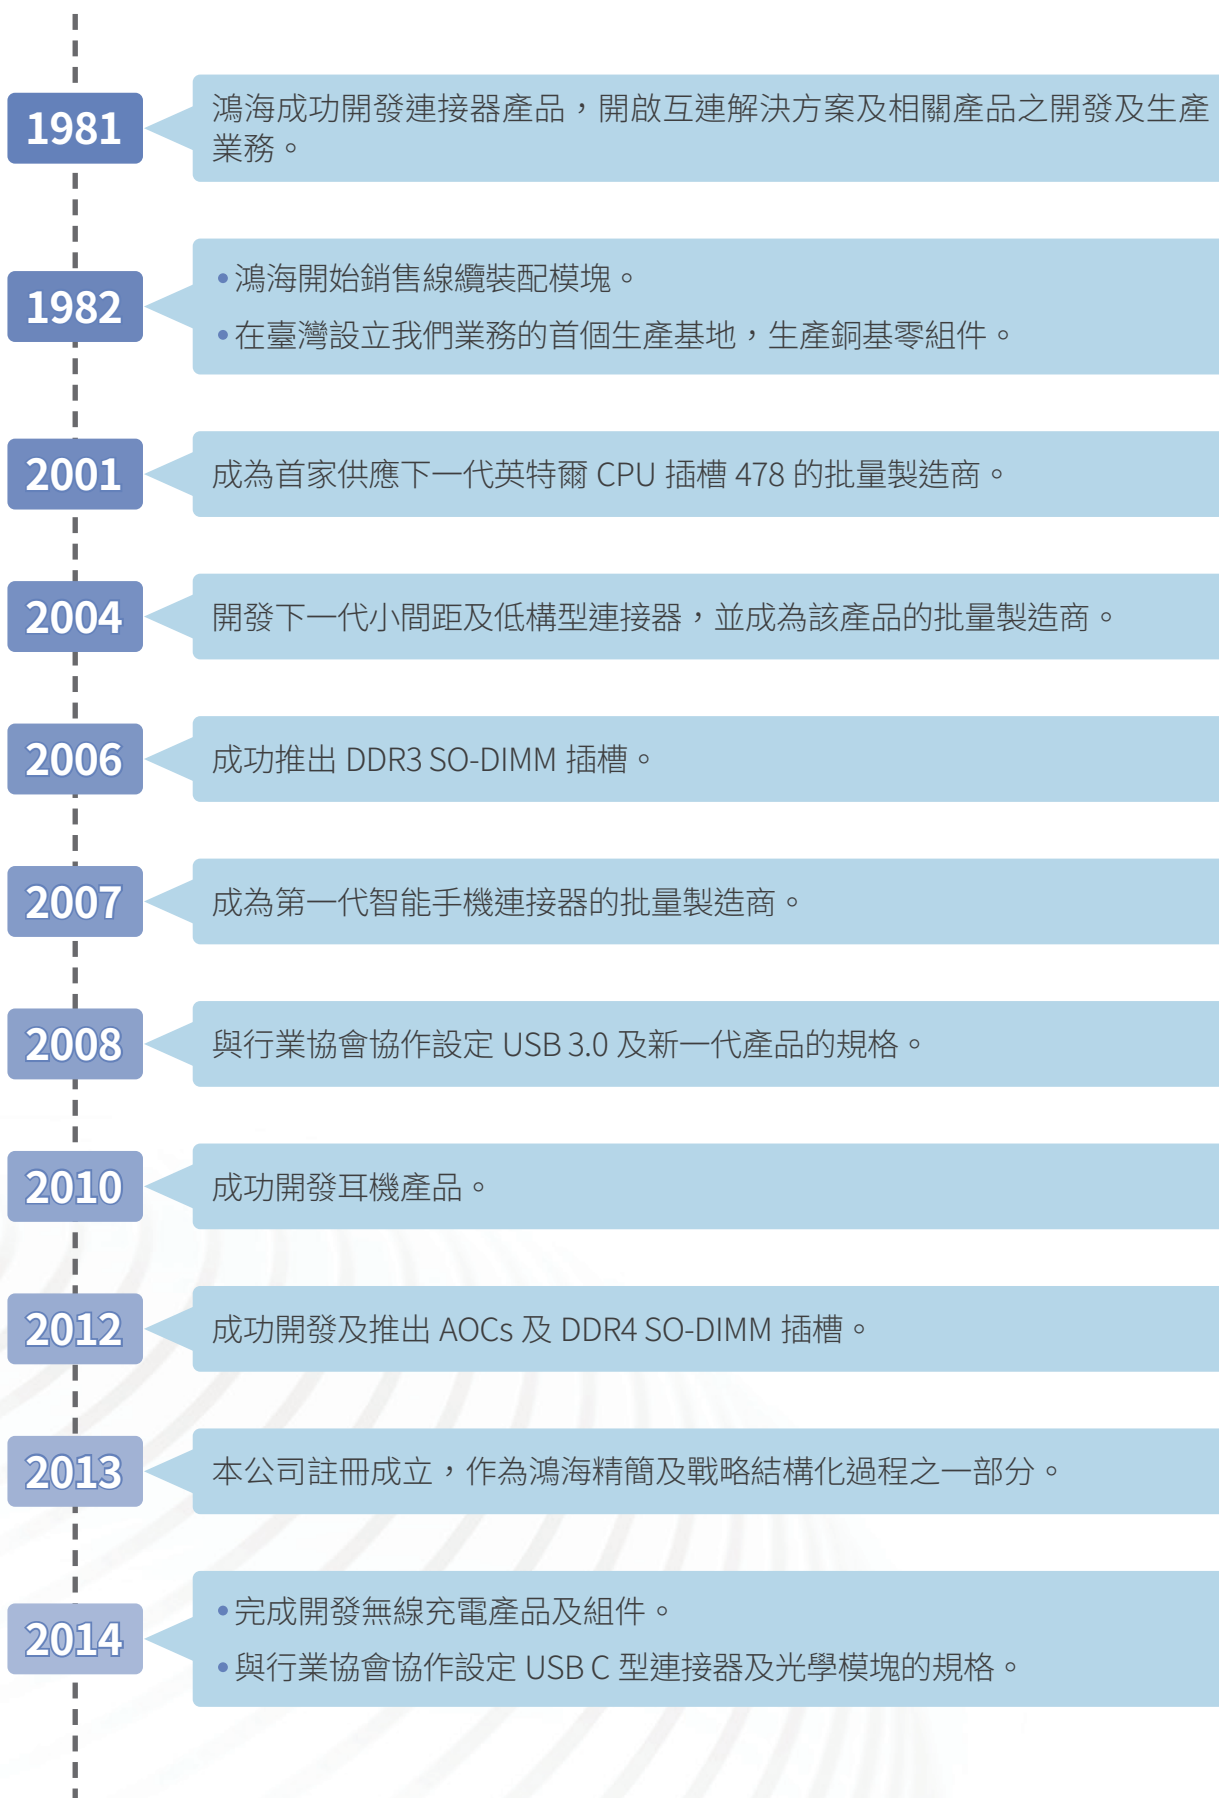 1981
鴻海成功開發連接器產品，開啟互連解決方案及相關產品之開發及生產
業務。
1982
•鴻海開始銷售線纜裝配模塊。
•在臺灣設立我們業務的首個生產基地，生產銅基零組件。
2001
成為首家供應下一代英特爾 CPU 插槽 478 的批量製造商。
2004
開發下一代小間距及低構型連接器，並成為該產品的批量製造商。
2006
成功推出 DDR3 SO-DIMM 插槽。
2007
成為第一代智能手機連接器的批量製造商。
2008
與行業協會協作設定 USB 3.0 及新一代產品的規格。
2010
成功開發耳機產品。
2012
成功開發及推出 AOCs 及 DDR4 SO-DIMM 插槽。
2013
本公司註冊成立，作為鴻海精簡及戰略結構化過程之一部分。
2014
•完成開發無線充電產品及組件。
•與行業協會協作設定 USB C 型連接器及光學模塊的規格。